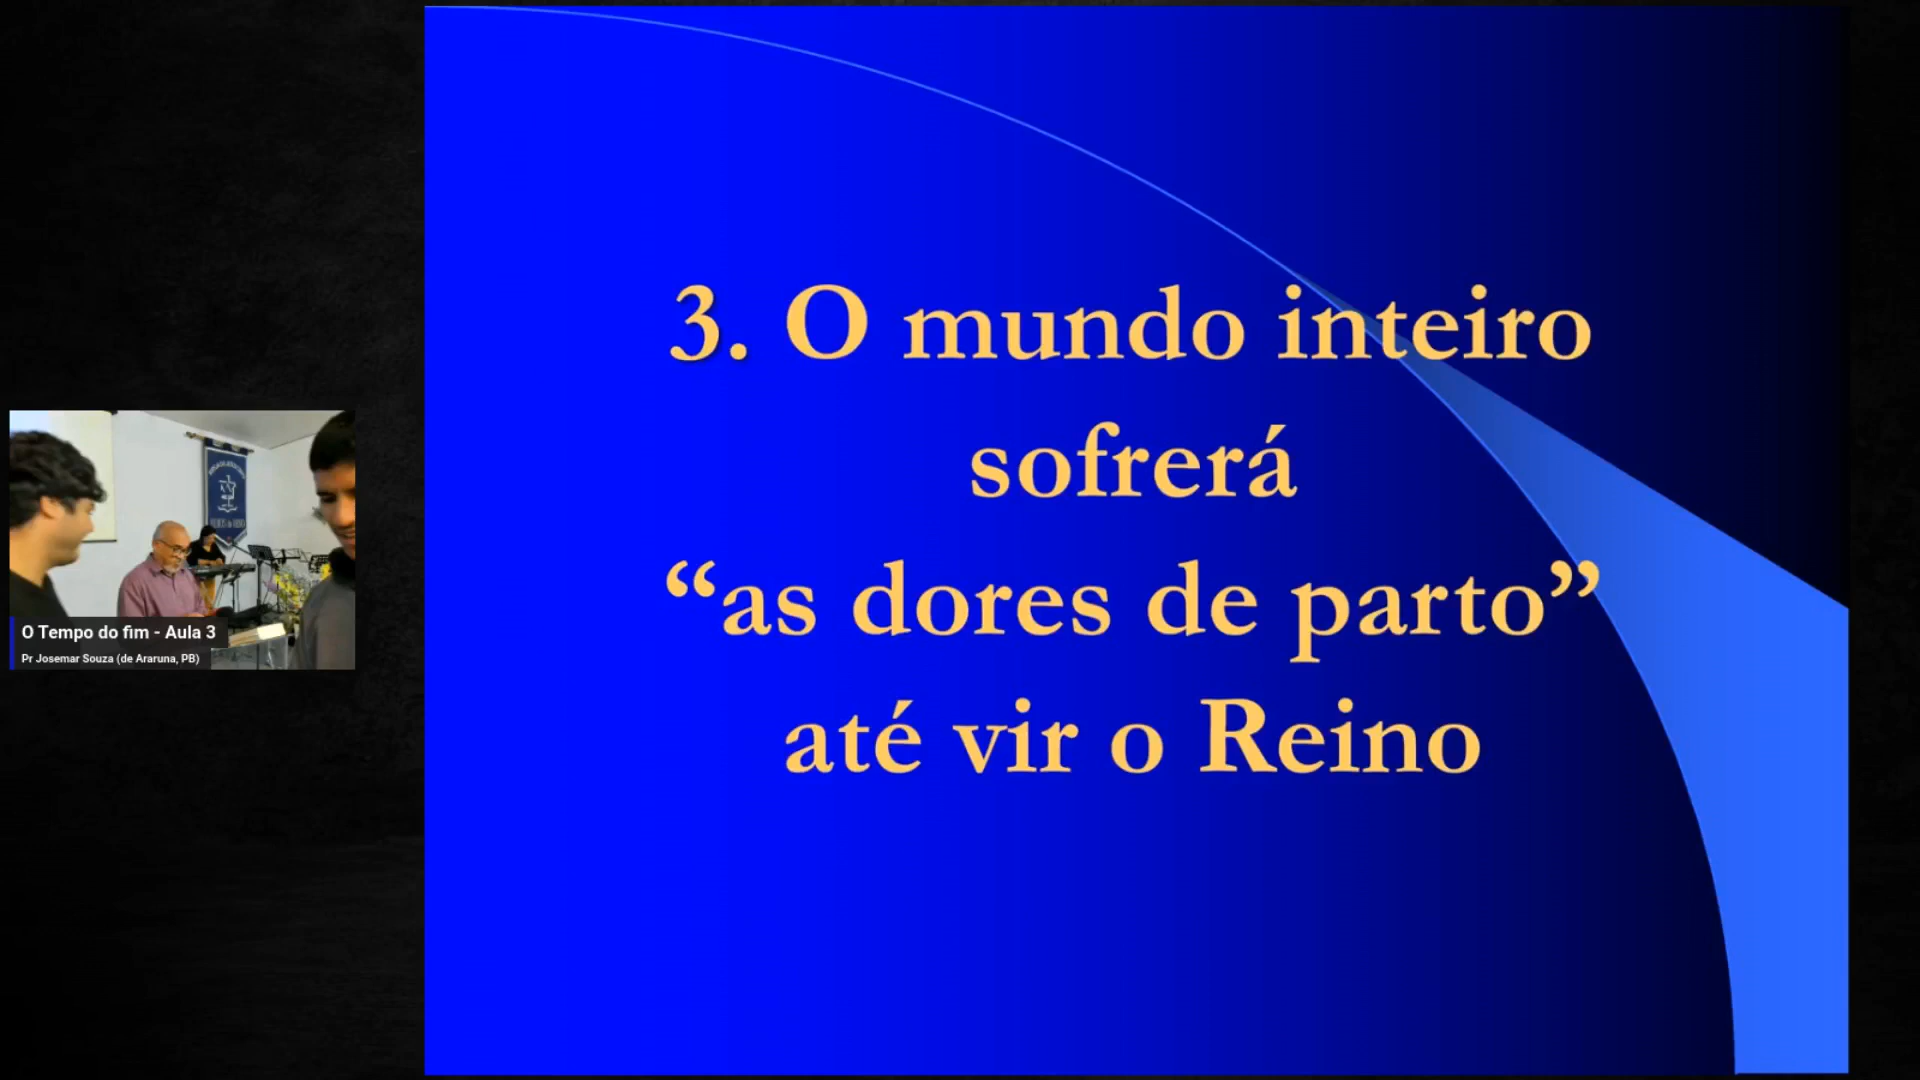 3. O mundo inteiro
sofrerá
“as dores de parto”
até vir o Reino
O Tempo do fim - Aula 3
Pr Josemar Souza (de Araruna, PB)